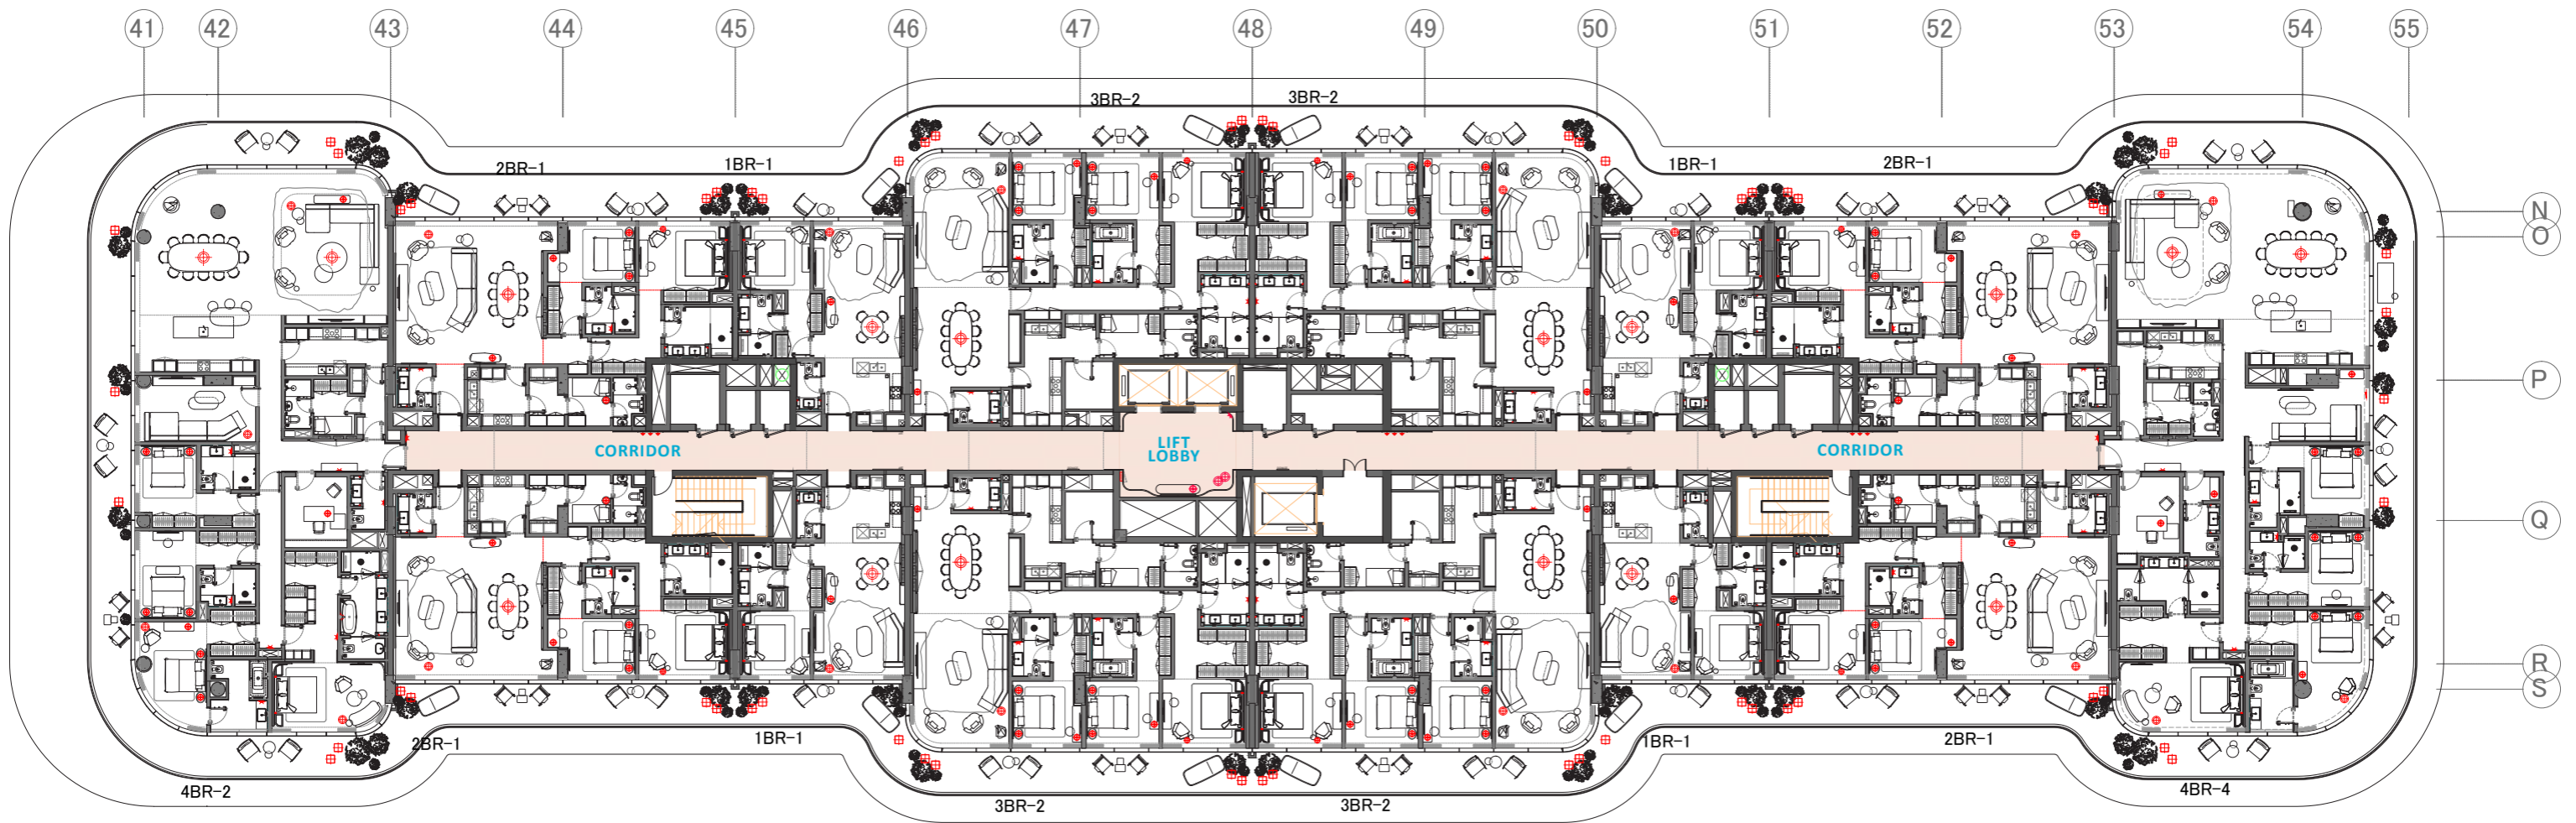 41 42 43 44 45 46 47 48 49 50 51 52 53 54 55
3BR-2 3BR-2
2BR-1 1BR-1 1BR-1 2BR-1
N
O
P
CORRIDOR LIFT LOBBY CORRIDOR
Q
R
S
2BR-1 1BR-1 1BR-1 2BR-1
4BR-2 3BR-2 3BR-2 4BR-4